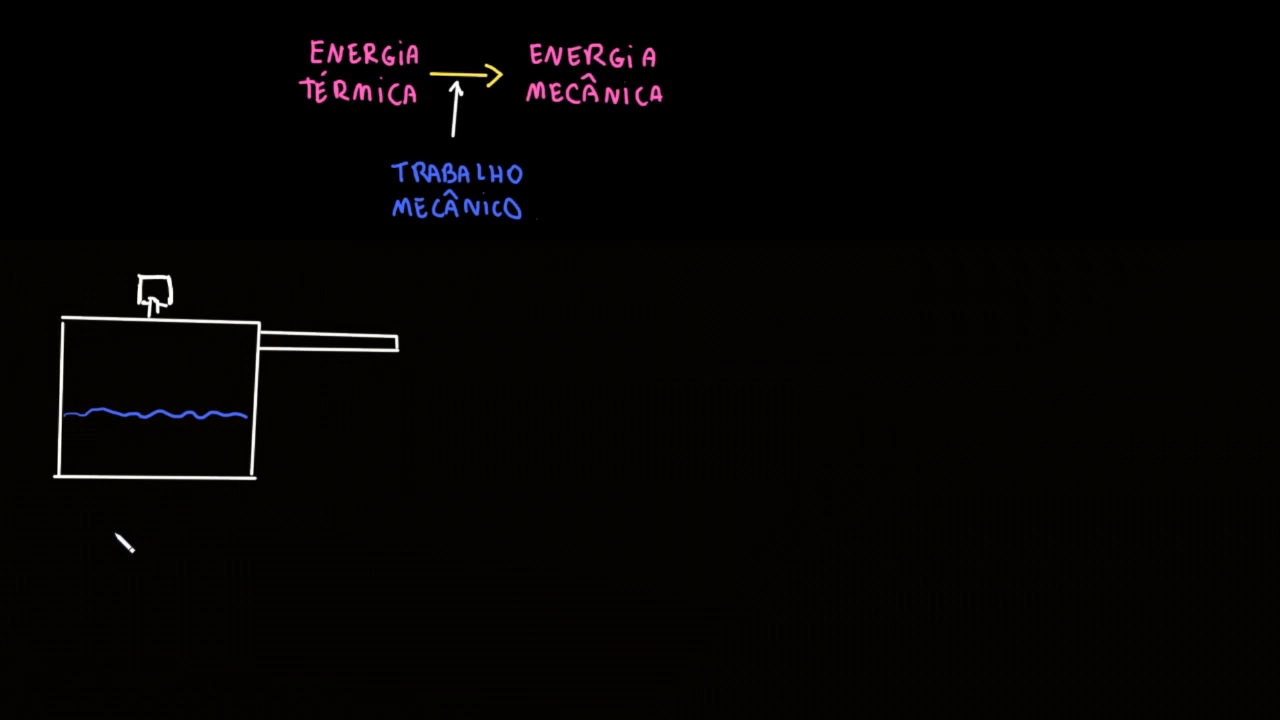 ENERGIA
TÉRMICA
ENERGIA
MECÂNICA
TRABALHO
MECÂNICO